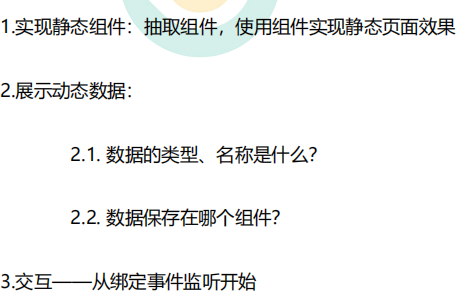 1.实现静态组件：抽取组件，使用组件实现静态页面效果
2.展示动态数据：
2.1. 数据的类型、名称是什么？
2.2. 数据保存在哪个组件？
3.交互——从绑定事件监听开始